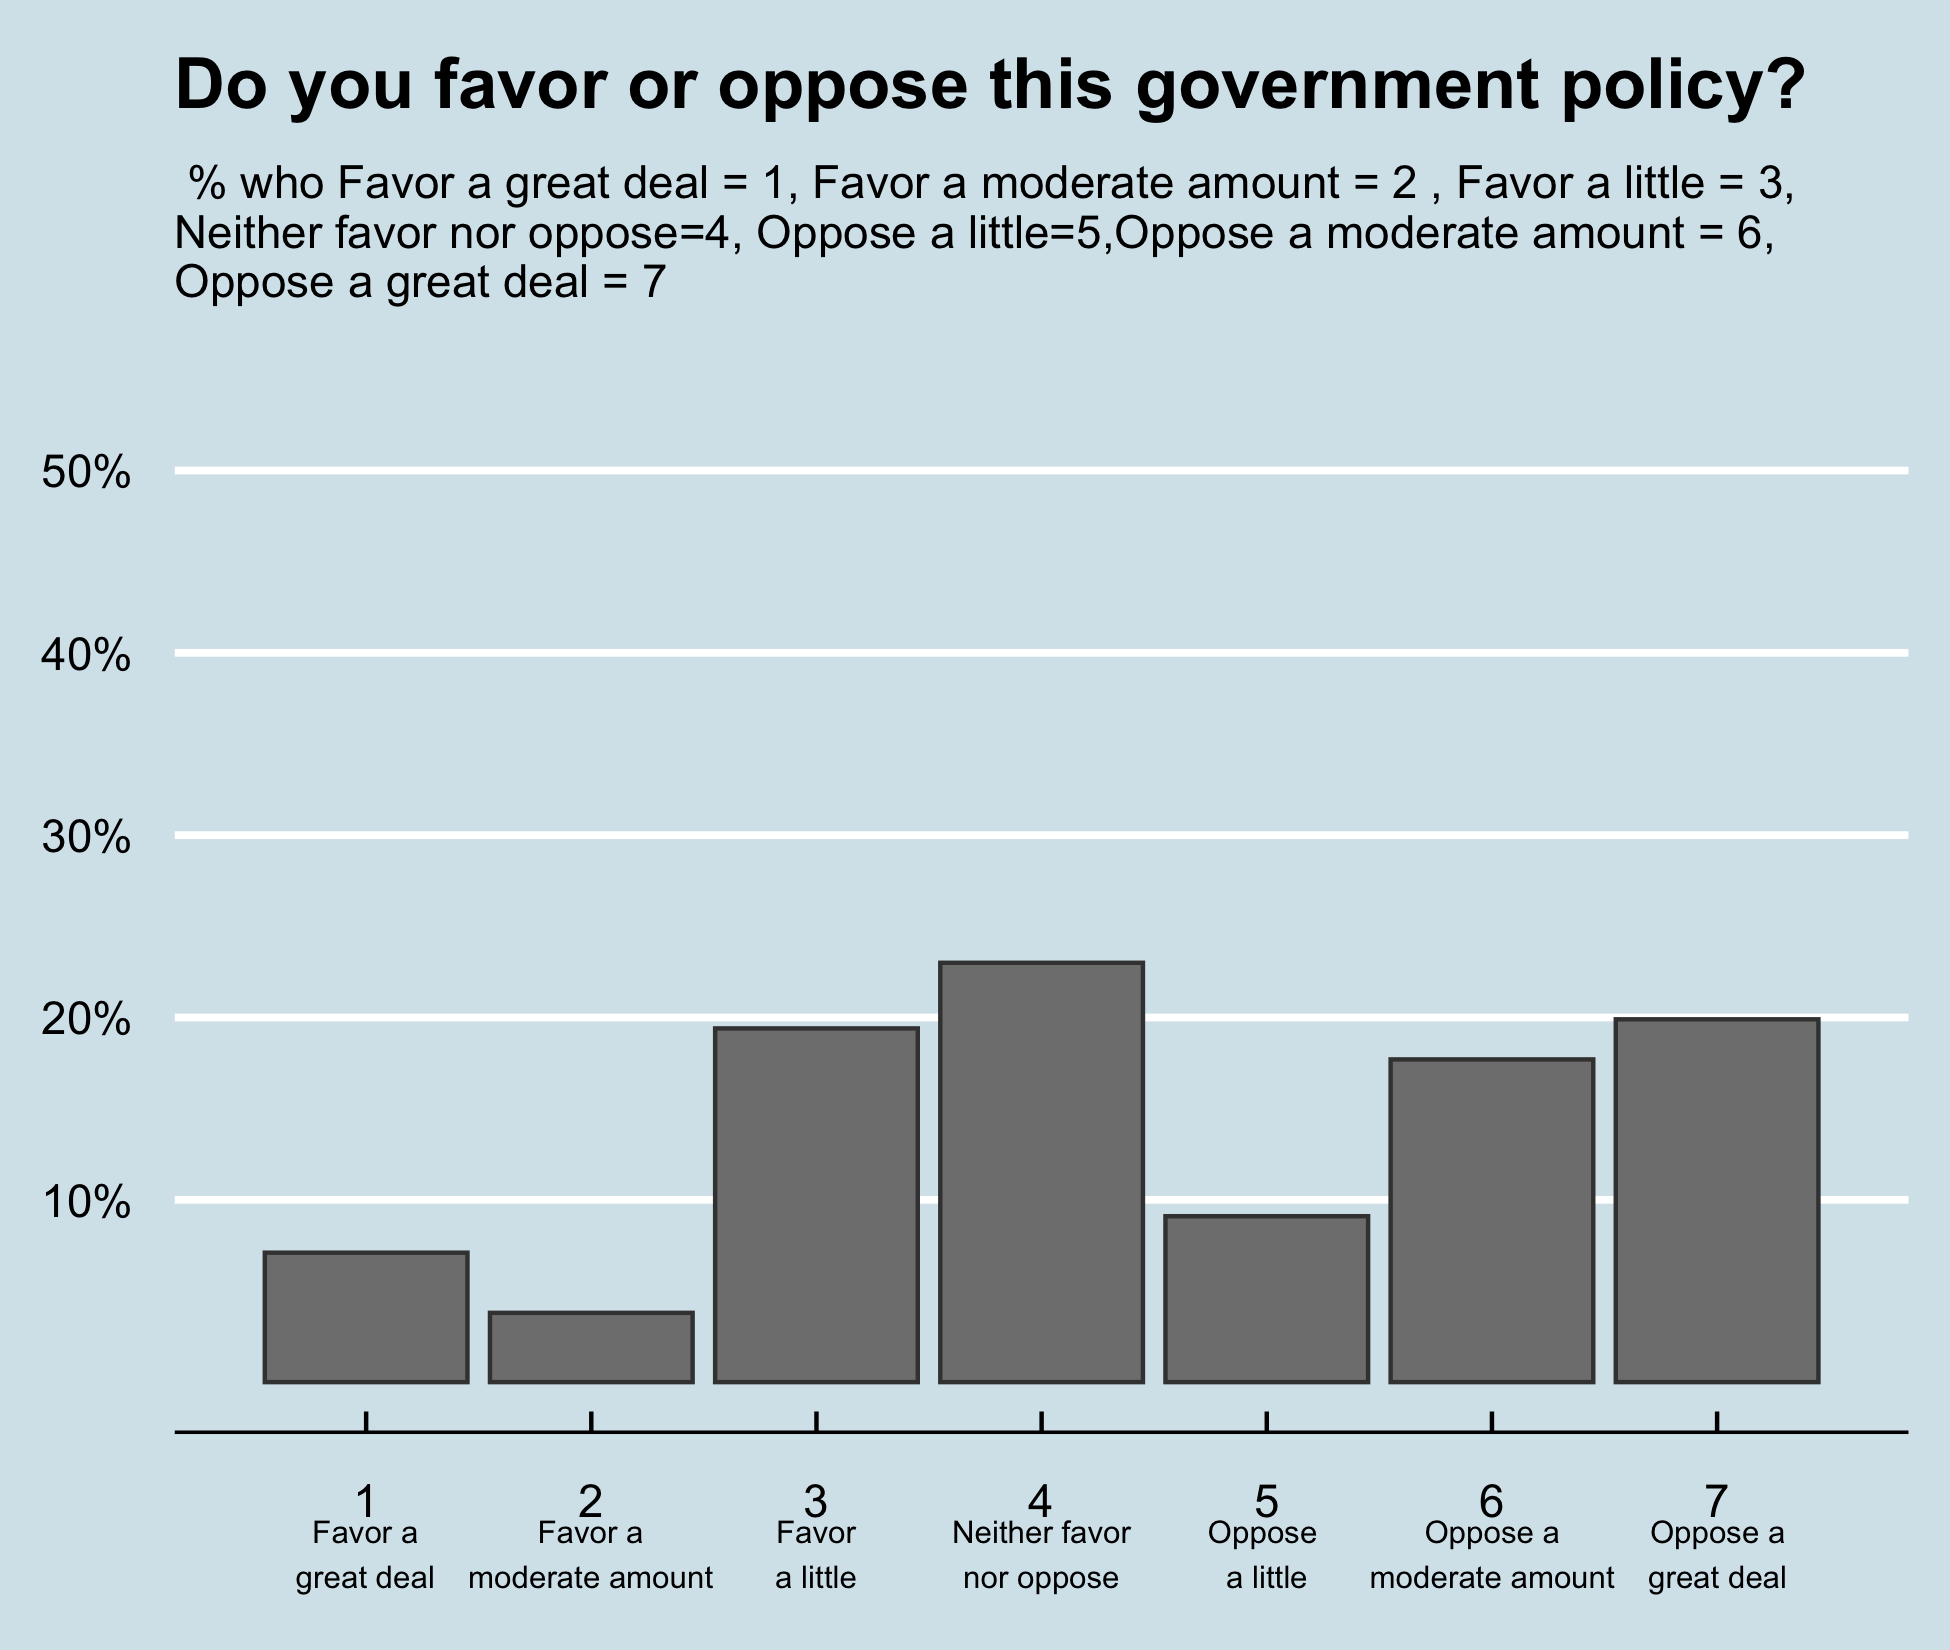 Do you favor or oppose this government policy?
% who Favor a great deal = 1, Favor a moderate amount = 2 , Favor a little = 3,
Neither favor nor oppose=4, Oppose a little=5,Oppose a moderate amount = 6,
Oppose a great deal = 7
50%
40%
30%
20%
10%
1 2 3 4 5 6 7
Favor a Favor a Favor Neither favor Oppose Oppose a Oppose a
great deal moderate amount a little nor oppose a little moderate amount great deal